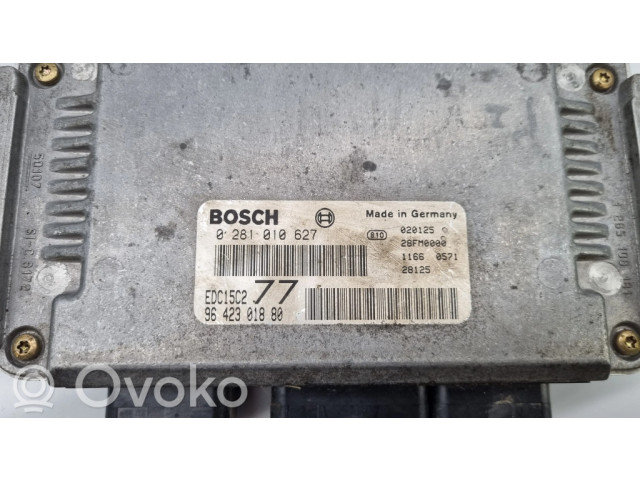 BOSCH
Made in Germany
0 281 010 627
810
020125
28FM0000
1166 0571
28125
EDC15C2 77
96 423 018 80
Ovoko